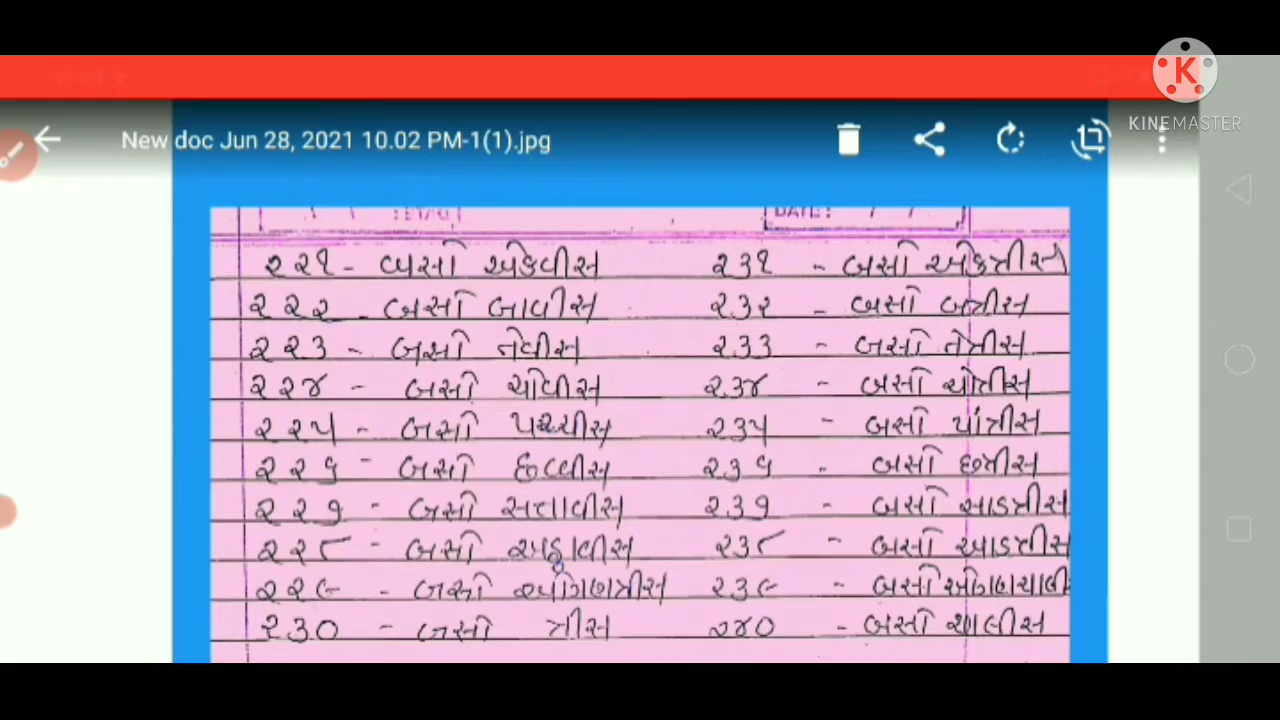 KINEMASTER
New doc Jun 28, 2021 10.02 PM-1(1).jpg
DATE: / /
૨૨૧ - બસો એકવીસ ૨૩૧ - બસો એકત્રીસ
૨૨૨ - બસો બાવીસ ૨૩૨ - બસો બત્રીસ
૨૨૩ - બસો તેવીસ ૨૩૩ - બસો તેત્રીસ
૨૨૪ - બસો ચોવીસ ૨૩૪ - બસો ચોત્રીસ
૨૨૫ - બસો પચ્ચીસ ૨૩૫ - બસો પાંત્રીસ
૨૨૬ - બસો છવ્વીસ ૨૩૬ - બસો છત્રીસ
૨૨૭ - બસો સત્તાવીસ ૨૩૭ - બસો સાડત્રીસ
૨૨૮ - બસો અઠ્ઠાવીસ ૨૩૮ - બસો આડત્રીસ
૨૨૯ - બસો ઓગણત્રીસ ૨૩૯ - બસો ઓગણચાલી
૨૩૦ - બસો ત્રીસ ૨૪૦ - બસો ચાલીસ